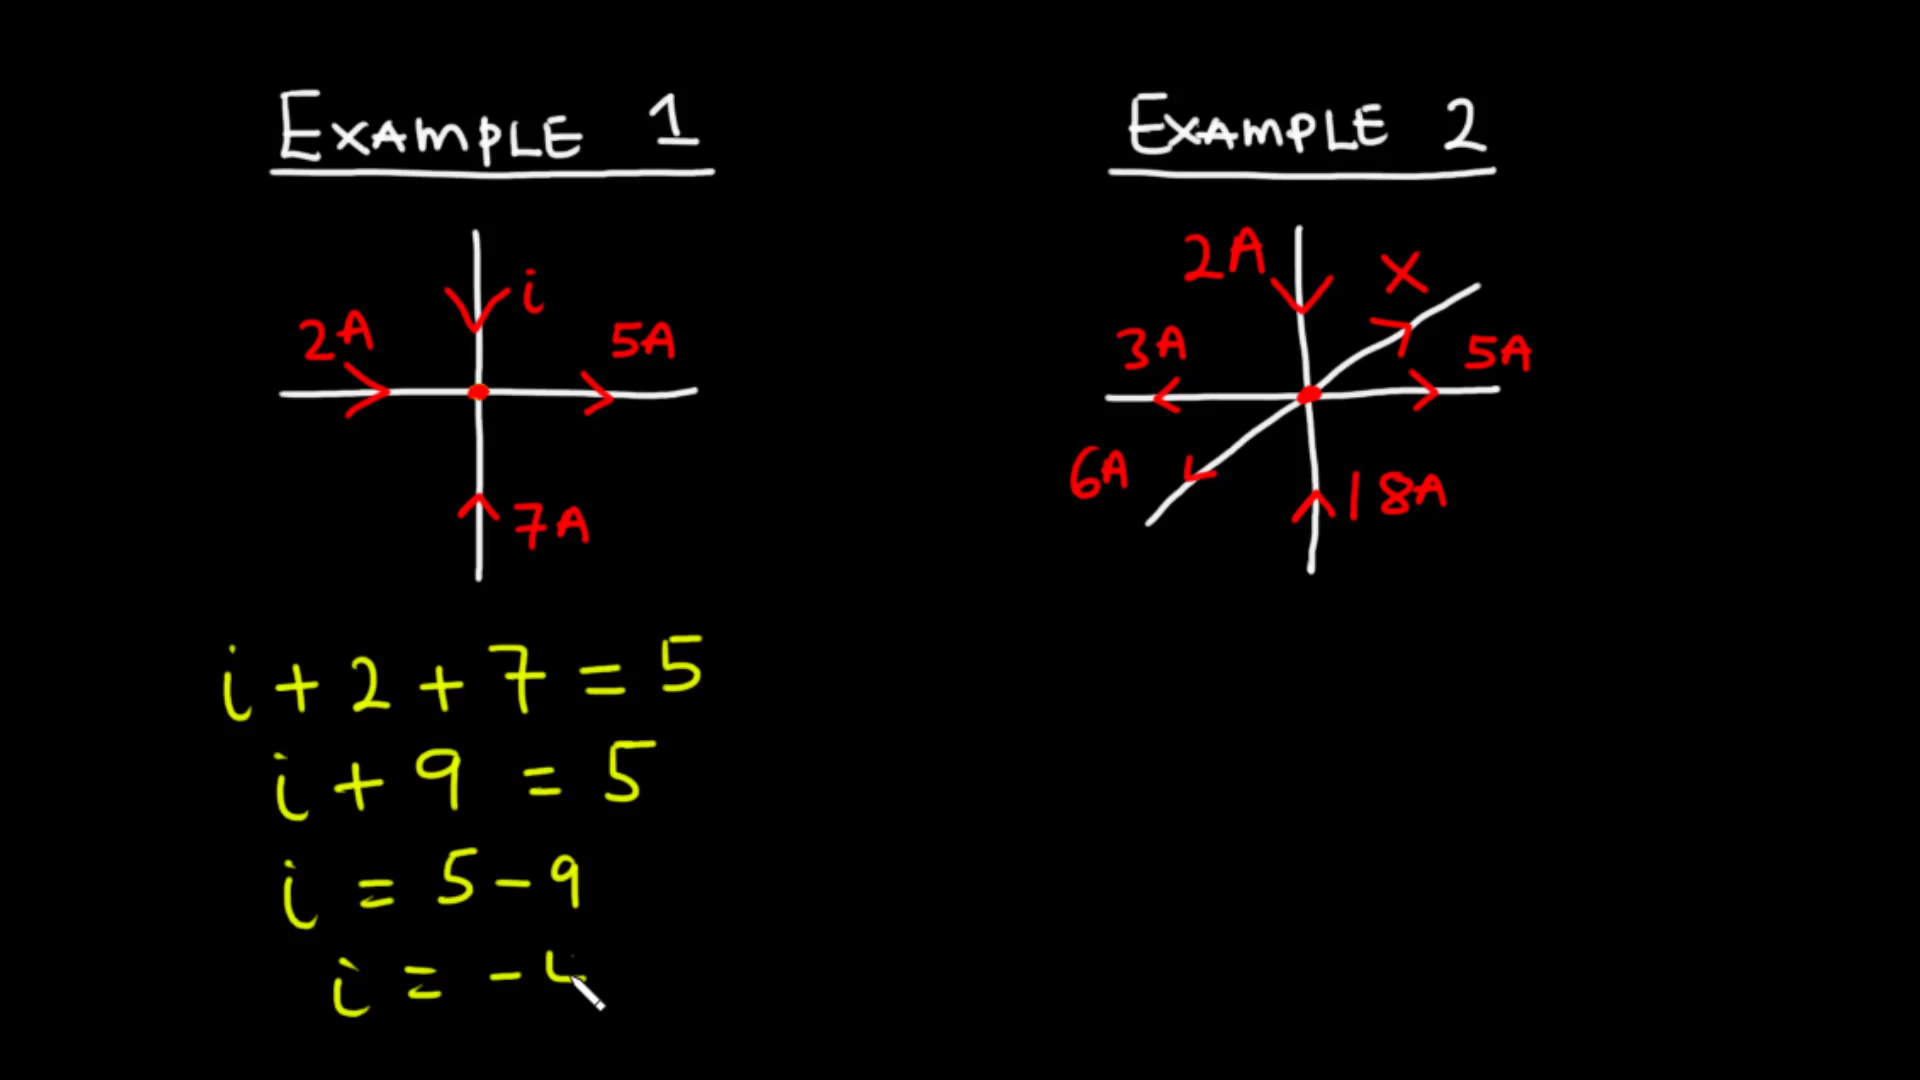 EXAMPLE 1
i
2A
5A
7A
i + 2 + 7 = 5
i + 9 = 5
i = 5 - 9
i = - 4
EXAMPLE 2
2A
X
3A
5A
6A
18A